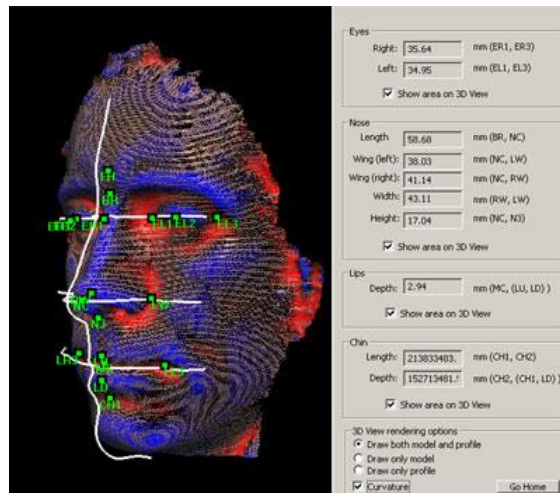 Eyes
Right: 35.64 mm (ER1, ER3)
Left: 34.95 mm (EL1, EL3)
Show area on 3D View
Nose
Length 58.68 mm (BR, NC)
Wing (left): 38.03 mm (NC, LW)
Wing (right): 41.14 mm (NC, RW)
Width: 43.11 mm (RW, LW)
Height: 17.04 mm (NC, N3)
Show area on 3D View
Lips
Depth: 2.94 mm (MC, (LU, LD) )
Show area on 3D View
Chin
Length: 213833483. mm (CH1, CH2)
Depth: 152713481. mm (CH2, (CH1, LD) )
Show area on 3D View
3D View rendering options
Draw both model and profile
Draw only model
Draw only profile
Curvature Go Home
BR
EL1 EL2 EL3
N3
LD
CH1